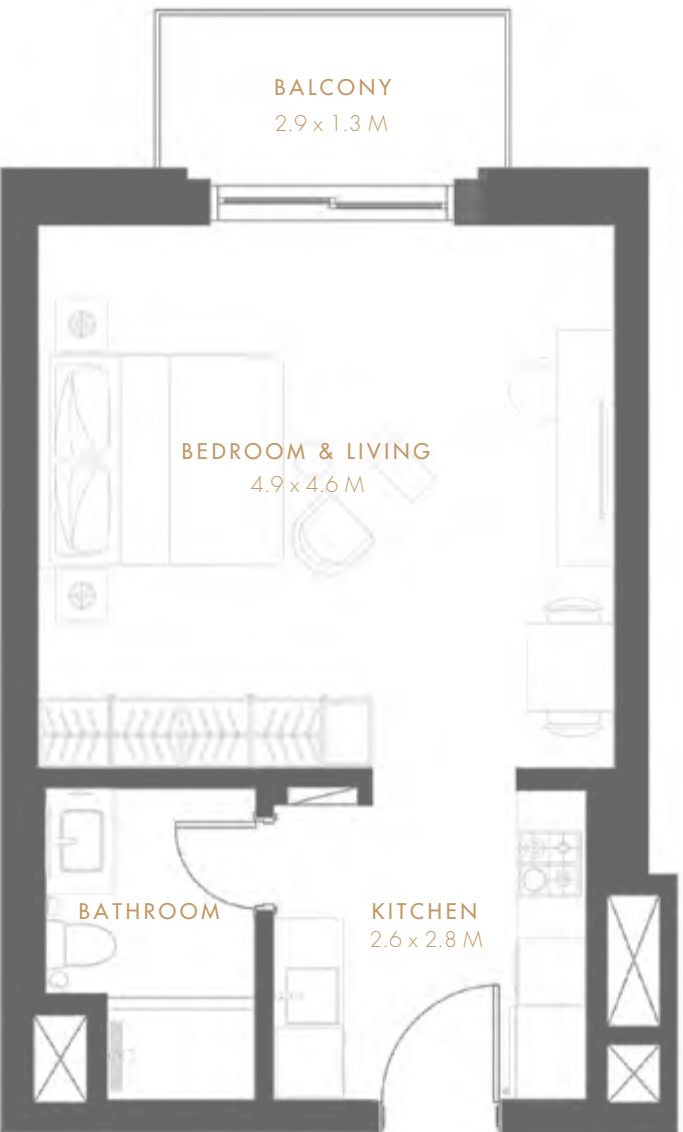 BALCONY
2.9 x 1.3 M
BEDROOM & LIVING
4.9 x 4.6 M
BATHROOM
KITCHEN
2.6 x 2.8 M